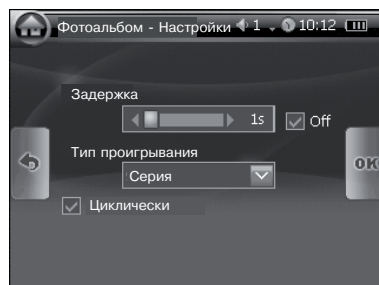 Фотоальбом - Настройки 1 10:12
Задержка
1s Off
Тип проигрывания
Серия
OK
Циклически